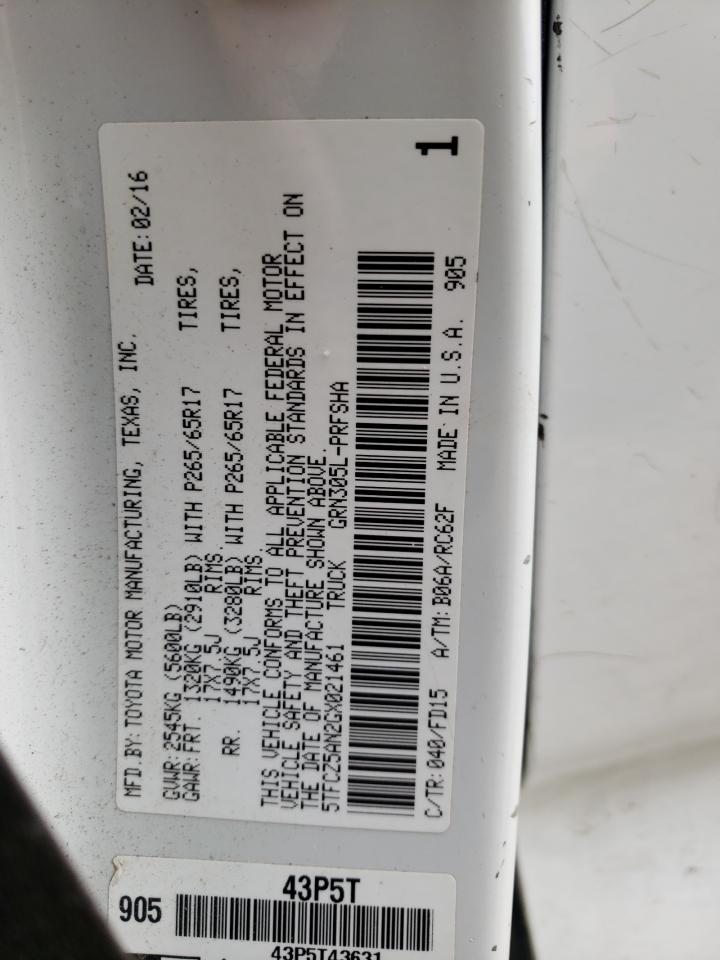 MFD.BY: TOYOTA MOTOR MANUFACTURING, TEXAS, INC. DATE: 02/16
GVWR: 2545KG (5600LB)
GAWR: FRT. 1320KG (2910LB) WITH P265/65R17 TIRES,
17X7.5J RIMS.
RR. 1490KG (3280LB) WITH P265/65R17 TIRES,
17X7.5J RIMS.
THIS VEHICLE CONFORMS TO ALL APPLICABLE FEDERAL MOTOR
VEHICLE SAFETY AND THEFT PREVENTION STANDARDS IN EFFECT ON
THE DATE OF MANUFACTURE SHOWN ABOVE.
5TFCZ5AN2GX021461 TRUCK GRN305L-PRFSHA
C/TR: 040/FD15 A/TM: B06A/RC62F MADE IN U.S.A. 905
1
43P5T
905
43P5T43631